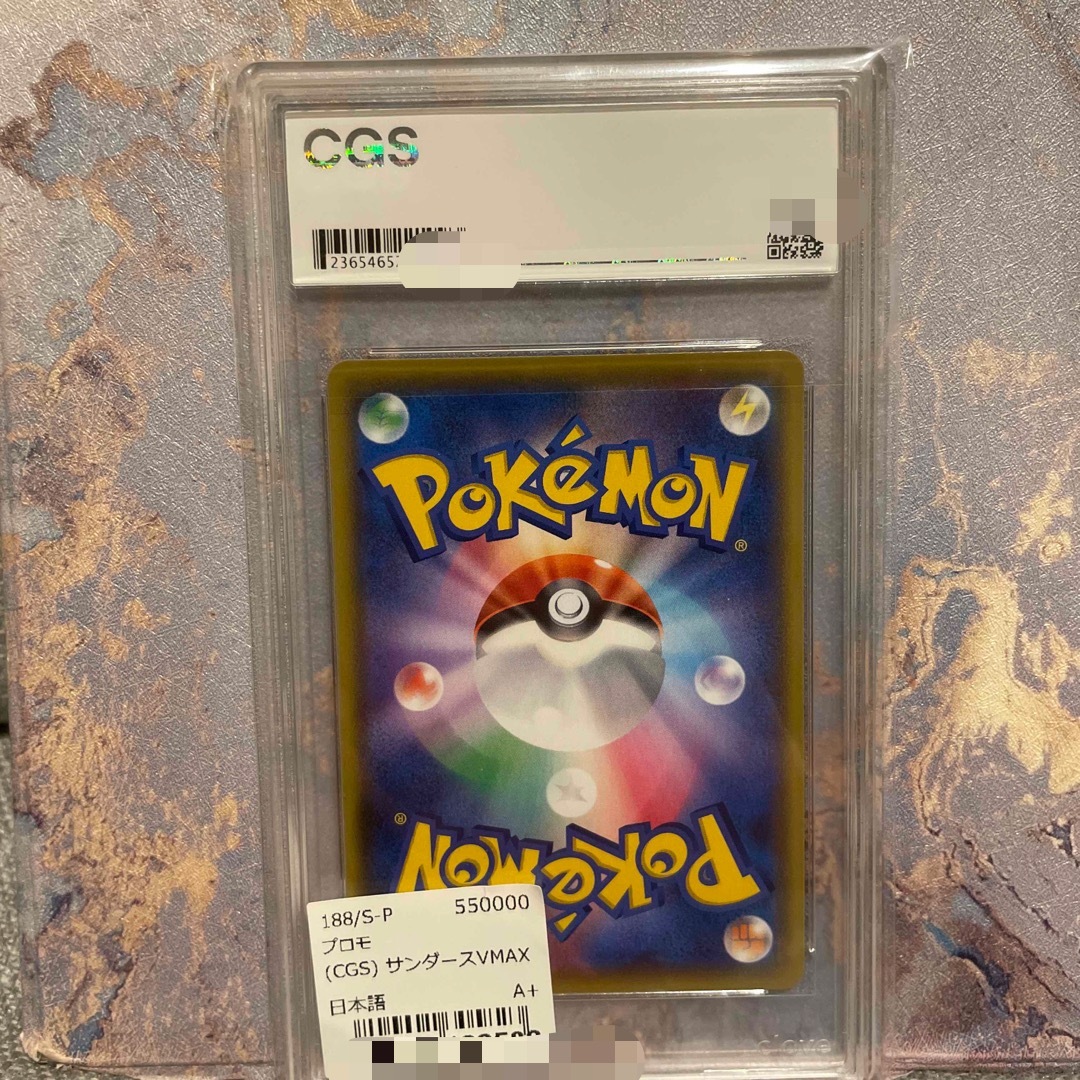 CGS
2365465
POKéMON
®
®
POKéMON
188/S-P 550000
プロモ
(CGS) サンダースVMAX
日本語 A+